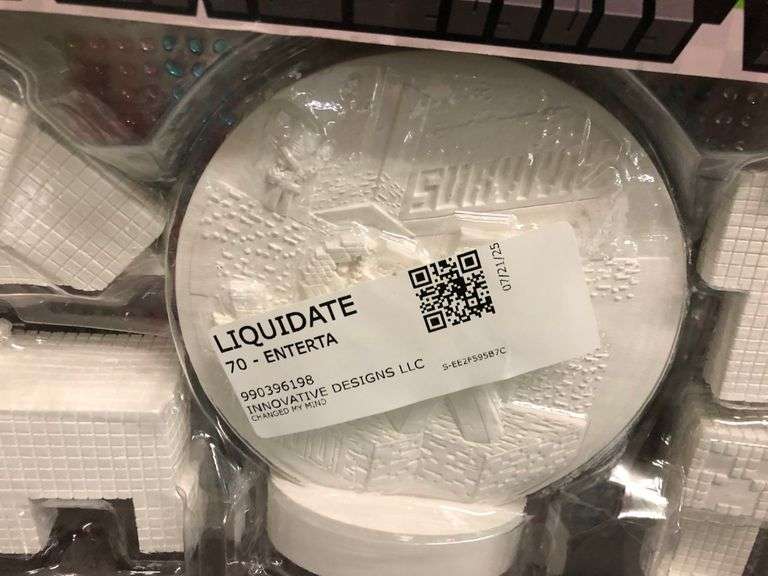 SURVIVE
LIQUIDATE
70 - ENTERTA
07/21/25
990396198
INNOVATIVE DESIGNS LLC
S-EE2F595B7C
CHANGED MY MIND